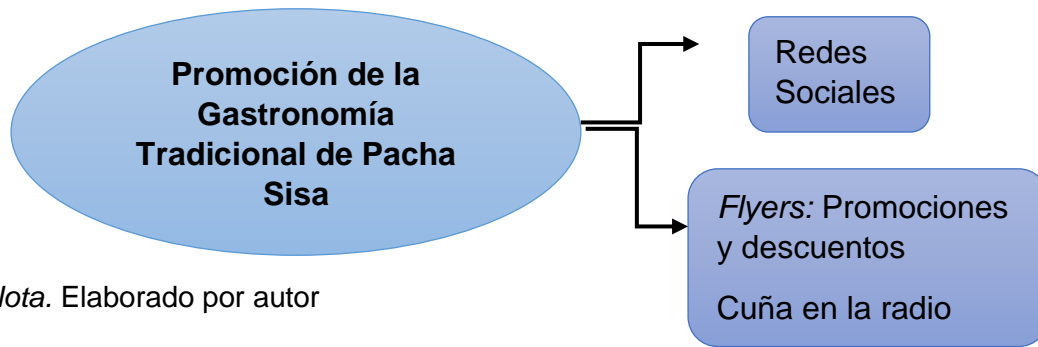 Promoción de la
Gastronomía
Tradicional de Pacha
Sisa
Redes
Sociales
Flyers: Promociones
y descuentos
Cuña en la radio
ota. Elaborado por autor